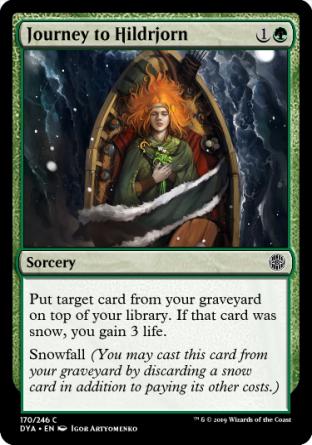 Journey to Hildrjorn 1
Sorcery
Put target card from your graveyard
on top of your library. If that card was
snow, you gain 3 life.
Snowfall (You may cast this card from
your graveyard by discarding a snow
card in addition to paying its other costs.)
170/246 C
DYA • EN Igor Artyomenko
™ & © 2019 Wizards of the Coast